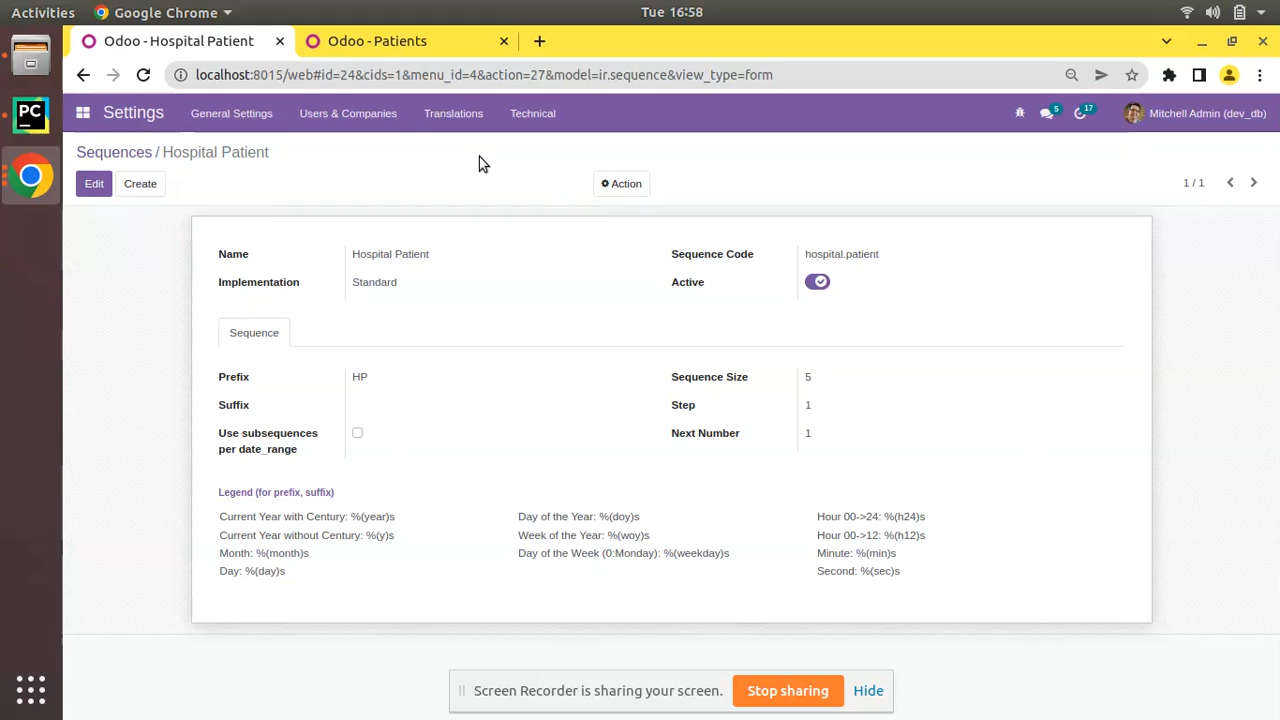 Activities Google Chrome Tue 16:58
Odoo - Hospital Patient Odoo - Patients
localhost:8015/web#id=24&cids=1&menu_id=4&action=27&model=ir.sequence&view_type=form
Settings General Settings Users & Companies Translations Technical 5 17 Mitchell Admin (dev_db)
Sequences / Hospital Patient
Edit Create Action 1 / 1
Name Hospital Patient Sequence Code hospital.patient
Implementation Standard Active
Sequence
Prefix HP Sequence Size 5
Suffix Step 1
Use subsequences Next Number 1
per date_range
Legend (for prefix, suffix)
Current Year with Century: %(year)s Day of the Year: %(doy)s Hour 00->24: %(h24)s
Current Year without Century: %(y)s Week of the Year: %(woy)s Hour 00->12: %(h12)s
Month: %(month)s Day of the Week (0:Monday): %(weekday)s Minute: %(min)s
Day: %(day)s Second: %(sec)s
Screen Recorder is sharing your screen. Stop sharing Hide
PC